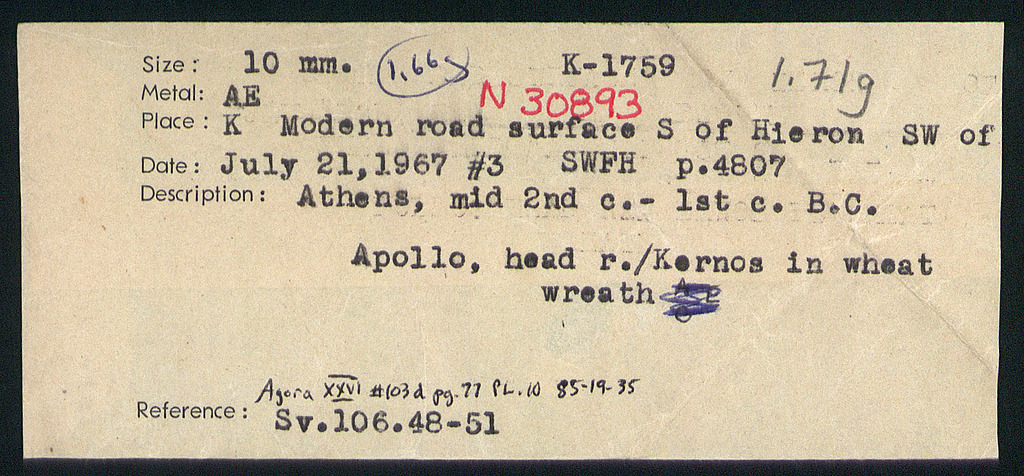 Size: 10 mm. 1.66g K-1759 1.71g
Metal: AE N 30893
Place: K Modern road surface S of Hieron SW of
Date: July 21,1967 #3 SWFH p.4807
Description: Athens, mid 2nd c.- 1st c. B.C.
Apollo, head r./Kernos in wheat
wreath
Agora XXVI #103d pg.77 PL.10 85-19-35
Reference: Sv.106.48-51